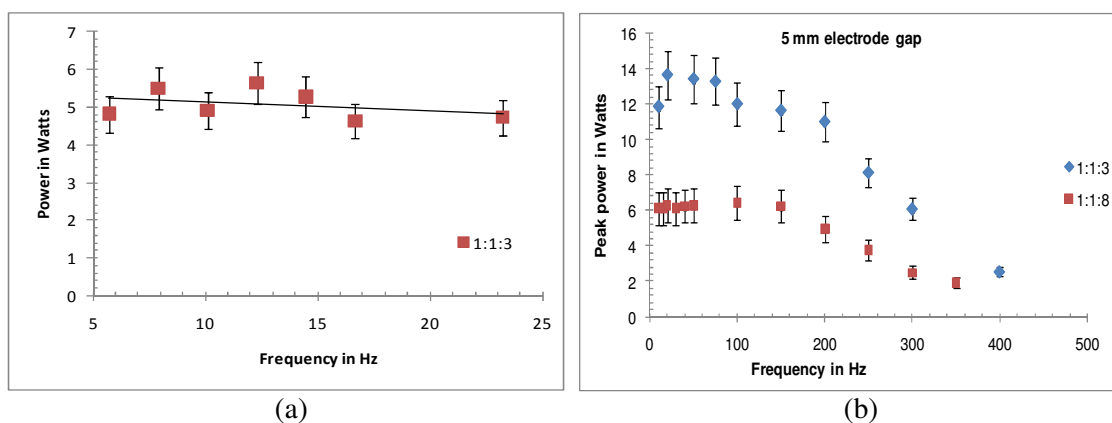 7
6
5
4
3
2
1
0
Power in Watts
5 10 15 20 25
Frequency in Hz
1:1:3
(a)
5 mm electrode gap
16
14
12
10
8
6
4
2
0
Peak power in Watts
0 100 200 300 400 500
Frequency in Hz
1:1:3
1:1:8
(b)